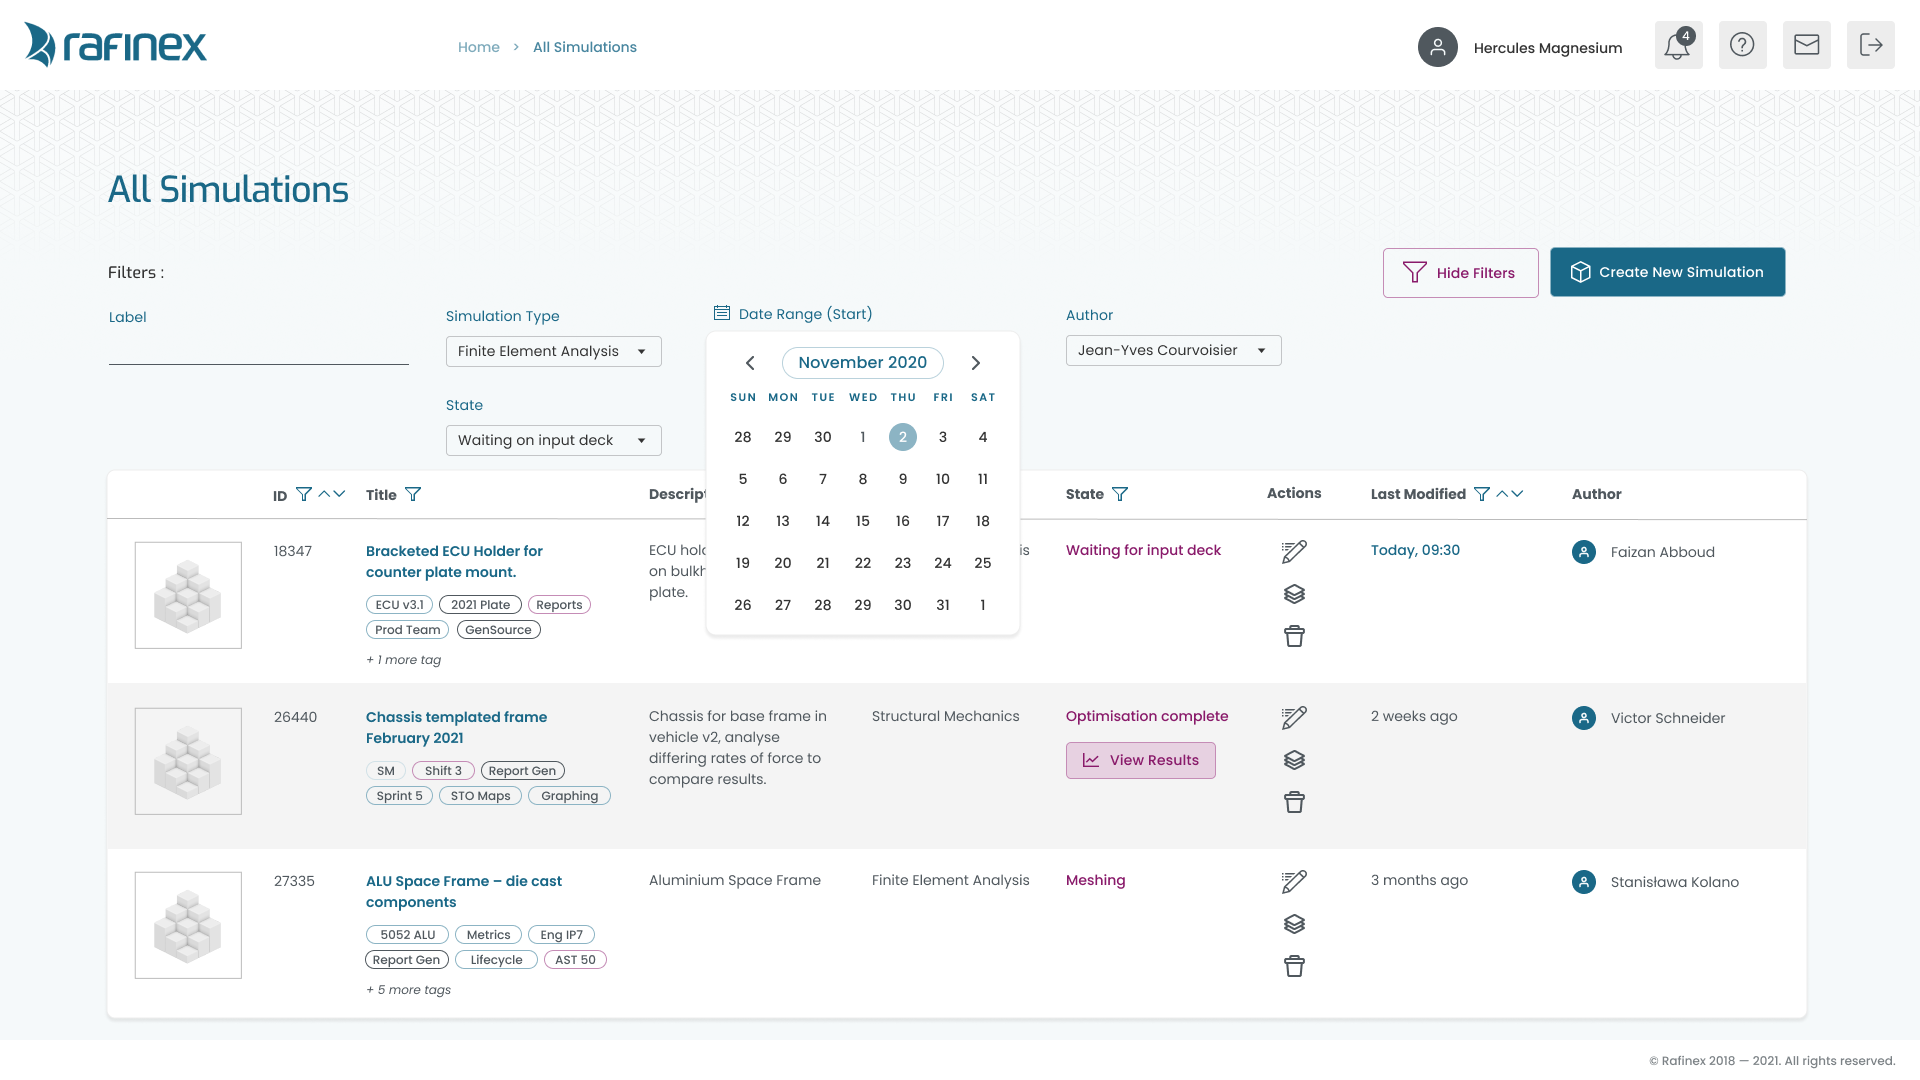 rafinex
Home > All Simulations
Hercules Magnesium
4
All Simulations
Filters :
Hide Filters
Create New Simulation
Label
Simulation Type
Finite Element Analysis
State
Waiting on input deck
Date Range (Start)
November 2020
SUN MON TUE WED THU FRI SAT
28 29 30 1 2 3 4
5 6 7 8 9 10 11
12 13 14 15 16 17 18
19 20 21 22 23 24 25
26 27 28 29 30 31 1
Author
Jean-Yves Courvoisier
ID Title Descript State Actions Last Modified Author
18347
Bracketed ECU Holder for
counter plate mount.
ECU v3.1 2021 Plate Reports
Prod Team GenSource
+ 1 more tag
ECU hol
on bulk
plate.
is
Waiting for input deck
Today, 09:30
Faizan Abboud
26440
Chassis templated frame
February 2021
SM Shift 3 Report Gen
Sprint 5 STO Maps Graphing
Chassis for base frame in
vehicle v2, analyse
differing rates of force to
compare results.
Structural Mechanics
Optimisation complete
View Results
2 weeks ago
Victor Schneider
27335
ALU Space Frame – die cast
components
5052 ALU Metrics Eng IP7
Report Gen Lifecycle AST 50
+ 5 more tags
Aluminium Space Frame
Finite Element Analysis
Meshing
3 months ago
Stanisława Kolano
© Rafinex 2018 — 2021. All rights reserved.